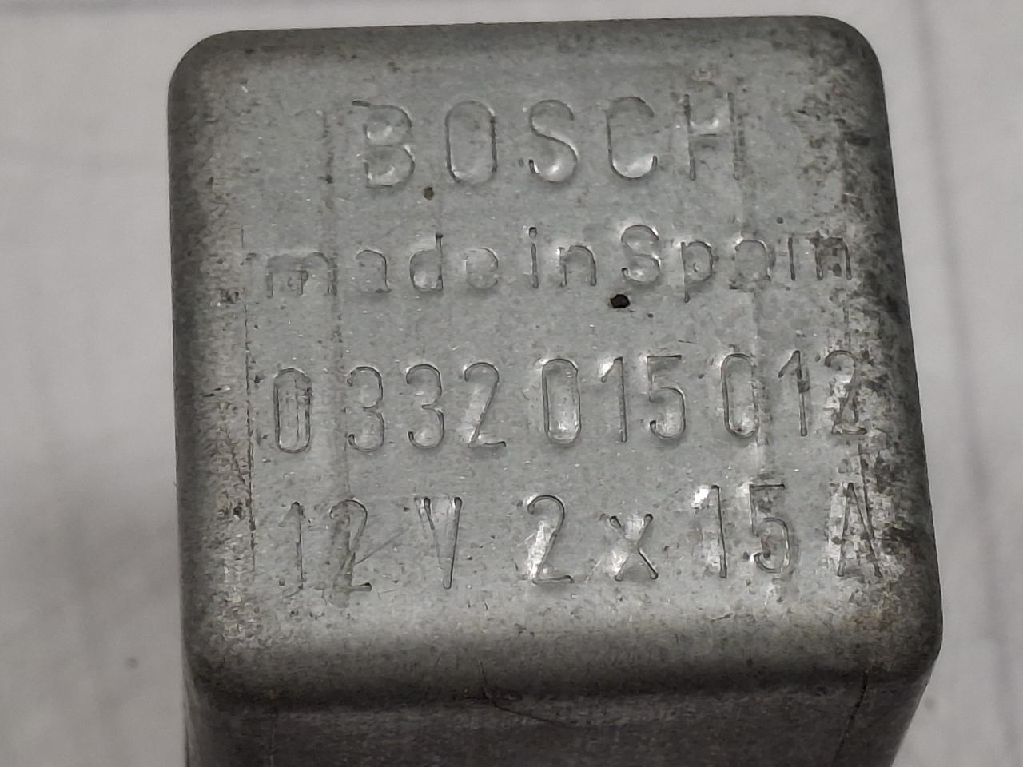 BOSCH
made in Spain
0 332 015 012
12 V 2 x 15 A